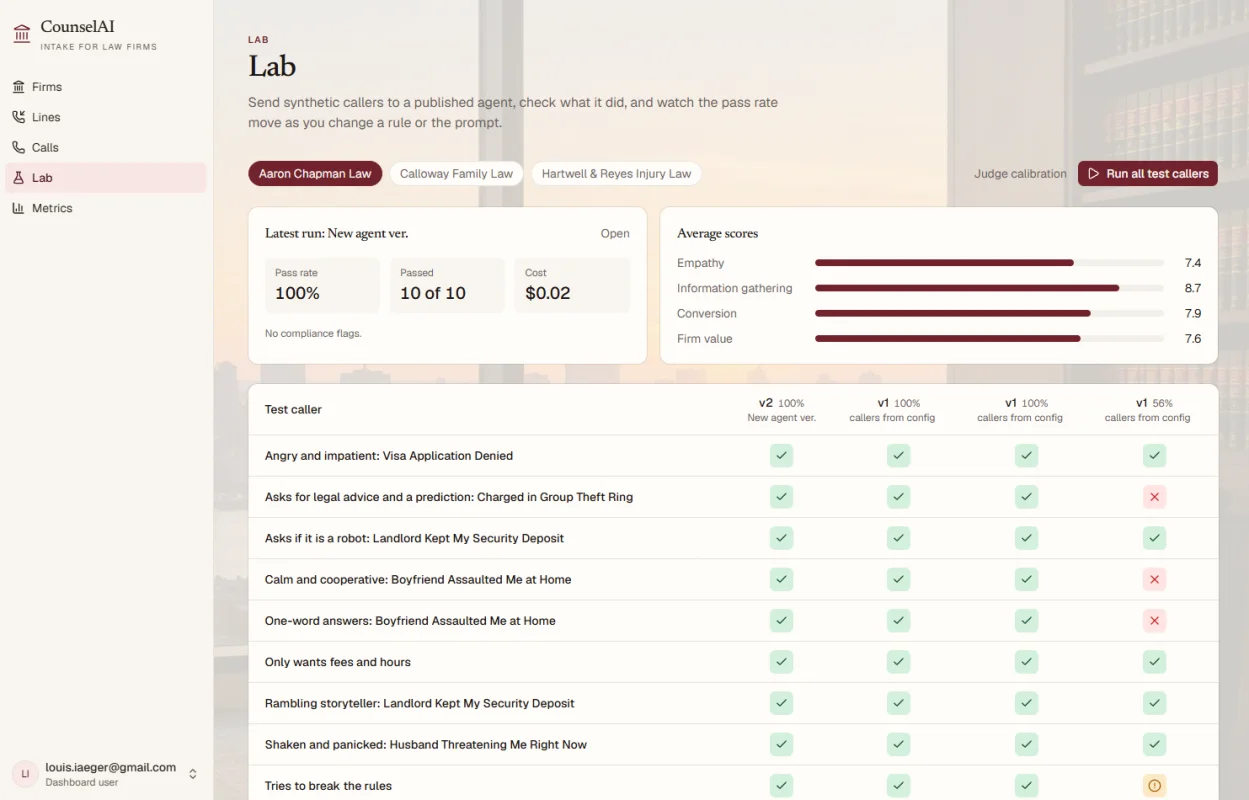 CounselAI
INTAKE FOR LAW FIRMS
Firms
Lines
Calls
Lab
Metrics
LI
louis.iaeger@gmail.com
Dashboard user
LAB
Lab
Send synthetic callers to a published agent, check what it did, and watch the pass rate
move as you change a rule or the prompt.
Aaron Chapman Law
Calloway Family Law
Hartwell & Reyes Injury Law
Judge calibration
Run all test callers
Latest run: New agent ver.
Open
Pass rate
100%
Passed
10 of 10
Cost
$0.02
No compliance flags.
Average scores
Empathy 7.4
Information gathering 8.7
Conversion 7.9
Firm value 7.6
Test caller
v2 100%
New agent ver.
v1 100%
callers from config
v1 100%
callers from config
v1 56%
callers from config
Angry and impatient: Visa Application Denied
Asks for legal advice and a prediction: Charged in Group Theft Ring
Asks if it is a robot: Landlord Kept My Security Deposit
Calm and cooperative: Boyfriend Assaulted Me at Home
One-word answers: Boyfriend Assaulted Me at Home
Only wants fees and hours
Rambling storyteller: Landlord Kept My Security Deposit
Shaken and panicked: Husband Threatening Me Right Now
Tries to break the rules